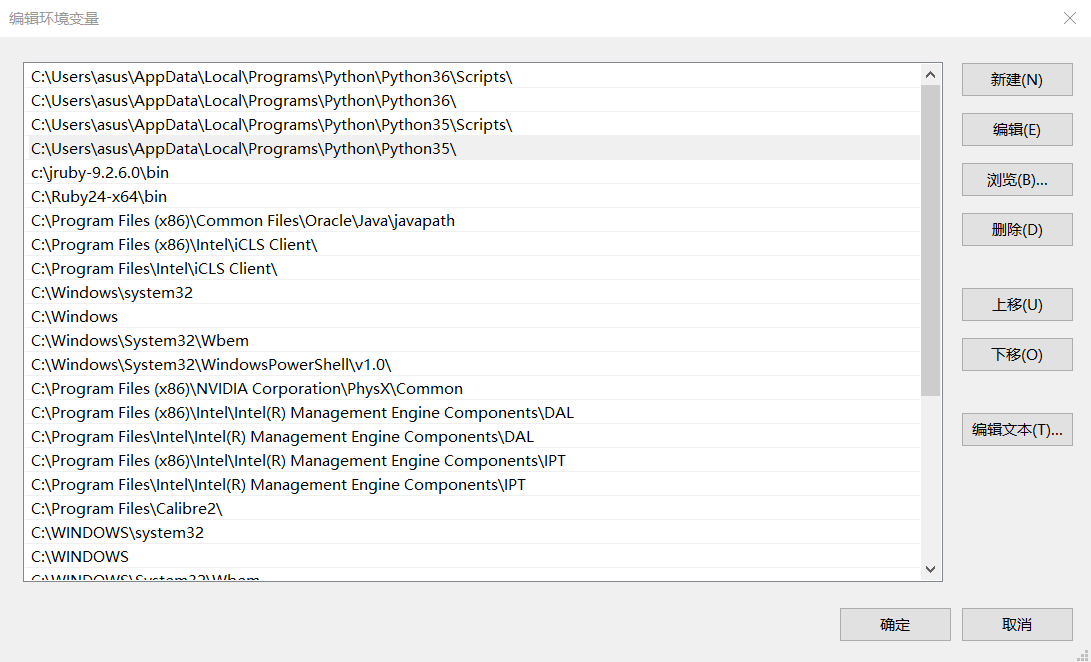 编辑环境变量
C:\Users\asus\AppData\Local\Programs\Python\Python36\Scripts\
C:\Users\asus\AppData\Local\Programs\Python\Python36\
C:\Users\asus\AppData\Local\Programs\Python\Python35\Scripts\
C:\Users\asus\AppData\Local\Programs\Python\Python35\
c:\jruby-9.2.6.0\bin
C:\Ruby24-x64\bin
C:\Program Files (x86)\Common Files\Oracle\Java\javapath
C:\Program Files (x86)\Intel\iCLS Client\
C:\Program Files\Intel\iCLS Client\
C:\Windows\system32
C:\Windows
C:\Windows\System32\Wbem
C:\Windows\System32\WindowsPowerShell\v1.0\
C:\Program Files (x86)\NVIDIA Corporation\PhysX\Common
C:\Program Files (x86)\Intel\Intel(R) Management Engine Components\DAL
C:\Program Files\Intel\Intel(R) Management Engine Components\DAL
C:\Program Files (x86)\Intel\Intel(R) Management Engine Components\IPT
C:\Program Files\Intel\Intel(R) Management Engine Components\IPT
C:\Program Files\Calibre2\
C:\WINDOWS\system32
C:\WINDOWS
C:\WINDOWS\System32\Wbem
新建(N)
编辑(E)
浏览(B)...
删除(D)
上移(U)
下移(O)
编辑文本(T)...
确定
取消